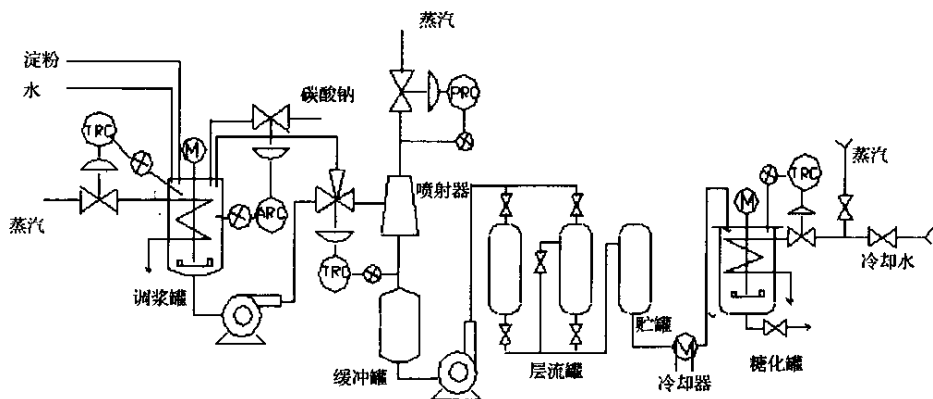 蒸汽
淀粉
水
碳酸钠
PRC
TRC
M
蒸汽
TRC
M
喷射器
ARC
蒸汽
TRC
冷却水
调浆罐
贮罐
M
缓冲罐
层流罐
冷却器
糖化罐